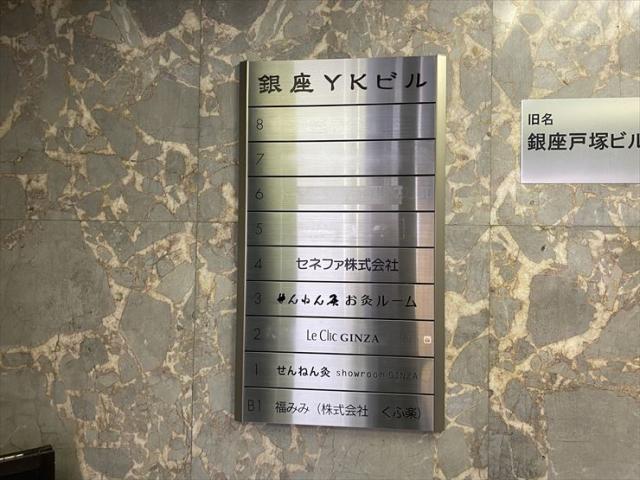 銀座YKビル
8
7
6
5
4 セネファ株式会社
3 せんねん灸 お灸ルーム
2 Le Clic GINZA
1 せんねん灸 showroom GINZA
B1 福みみ（株式会社 くふ楽）
旧名
銀座戸塚ビル